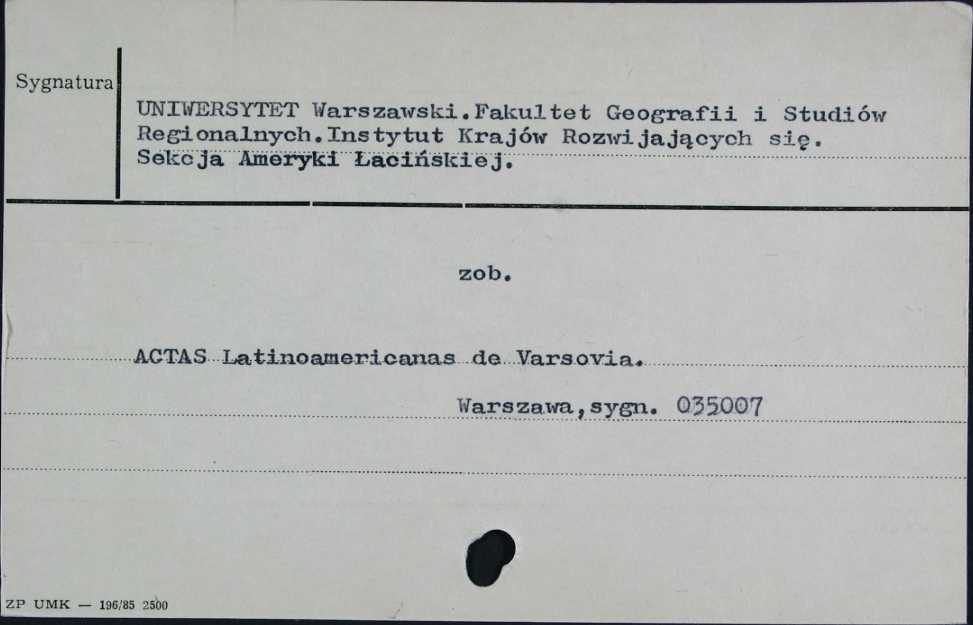 Sygnatura
UNIWERSYTET Warszawski.Fakultet Geografii i Studiów
Regionalnych.Instytut Krajów Rozwijających się.
Sekcja Ameryki Łacińskiej.
zob.
ACTAS Latinoamericanas de Varsovia.
Warszawa,sygn. 035007
ZP UMK — 196/85 2500